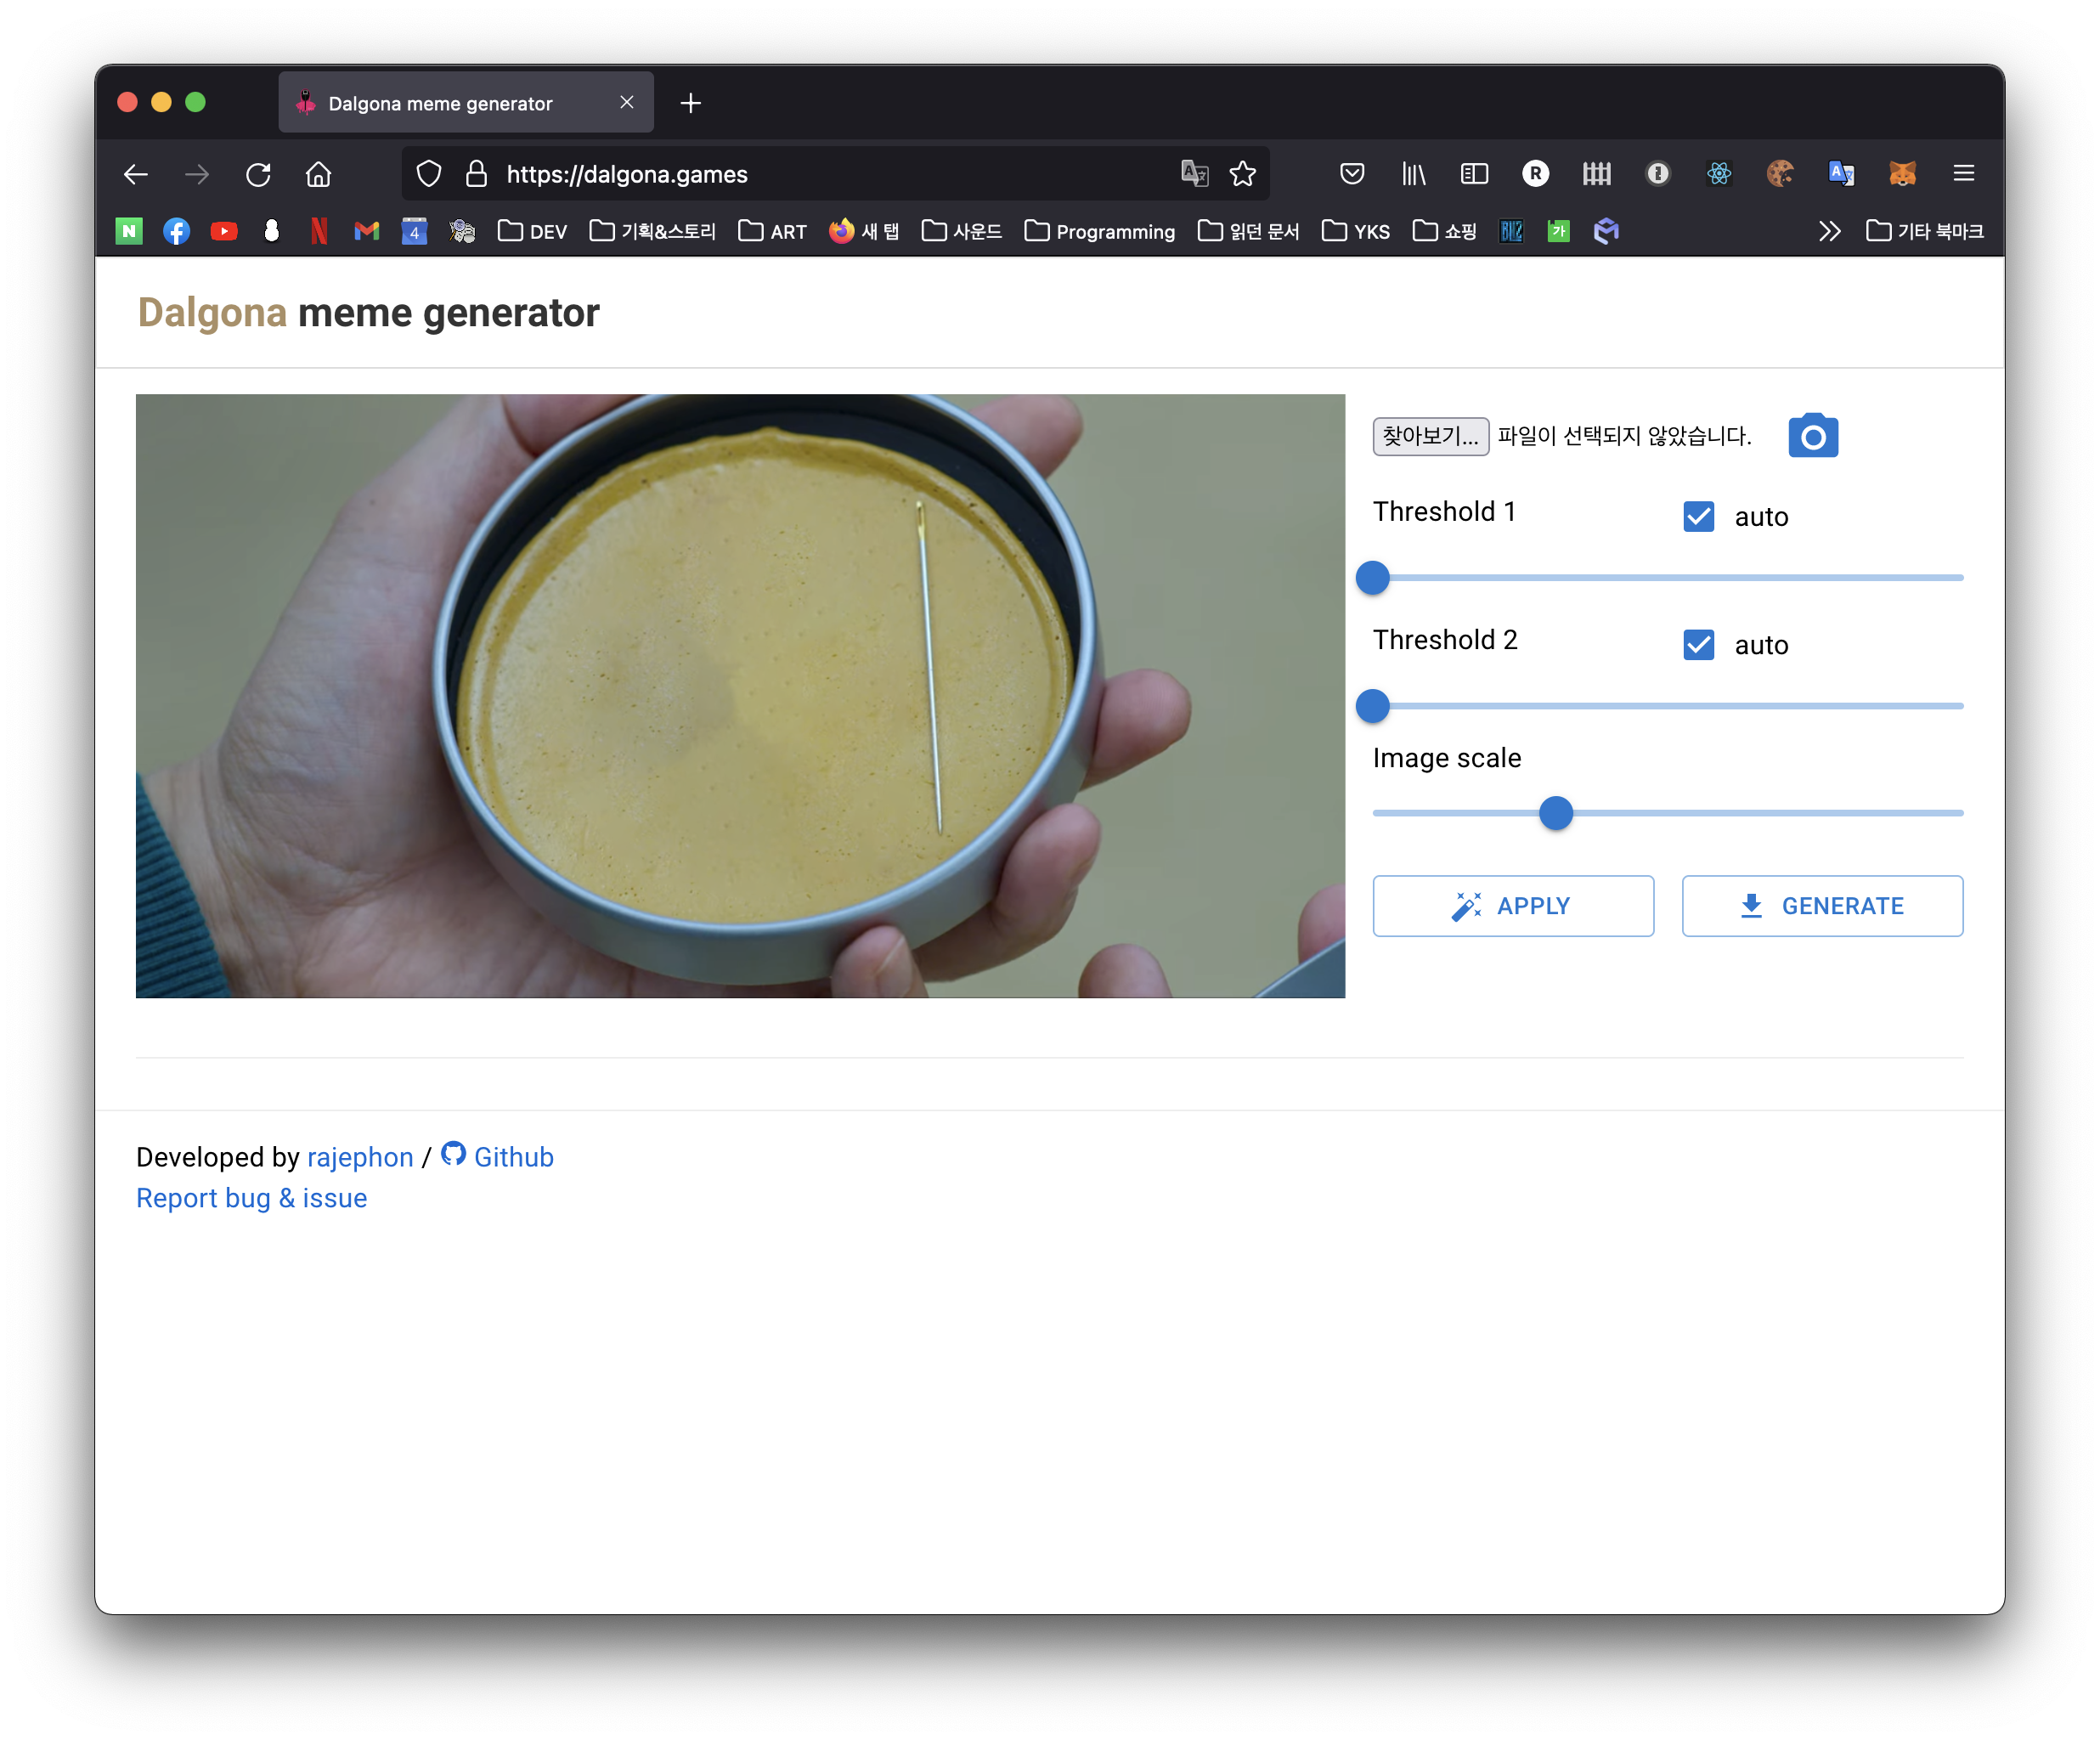 Dalgona meme generator
https://dalgona.games
R
N
4
DEV
기획&스토리
ART
새 탭
사운드
Programming
읽던 문서
YKS
쇼핑
가
기타 북마크
Dalgona meme generator
찾아보기... 파일이 선택되지 않았습니다.
Threshold 1 auto
Threshold 2 auto
Image scale
APPLY GENERATE
Developed by rajephon / Github
Report bug & issue